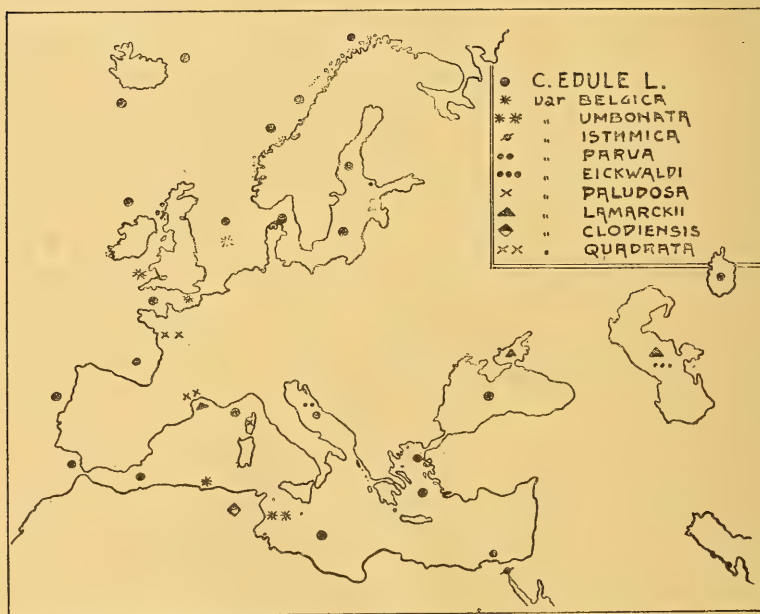 C. EDULE L.
var BELGICA
" UMBONATA
" ISTHMICA
" PARVA
" EICKWALDI
" PALUDOSA
" LAMARCKII
" CLODIENSIS
" QUADRATA